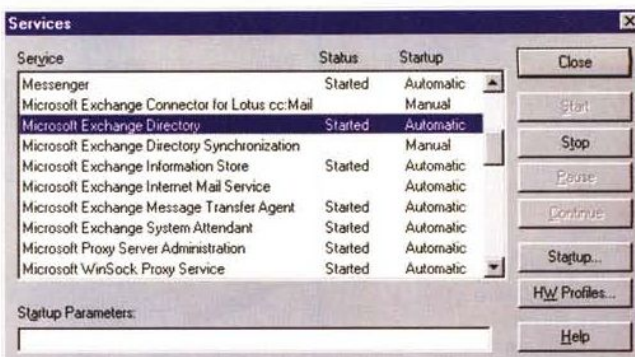 Services
Service Status Startup
Messenger Started Automatic
Microsoft Exchange Connector for Lotus cc:Mail Manual
Microsoft Exchange Directory Started Automatic
Microsoft Exchange Directory Synchronization Manual
Microsoft Exchange Information Store Started Automatic
Microsoft Exchange Internet Mail Service Automatic
Microsoft Exchange Message Transfer Agent Started Automatic
Microsoft Exchange System Attendant Started Automatic
Microsoft Proxy Server Administration Started Automatic
Microsoft WinSock Proxy Service Started Automatic
Startup Parameters:
Close
Start
Stop
Pause
Continue
Startup...
HW Profiles...
Help